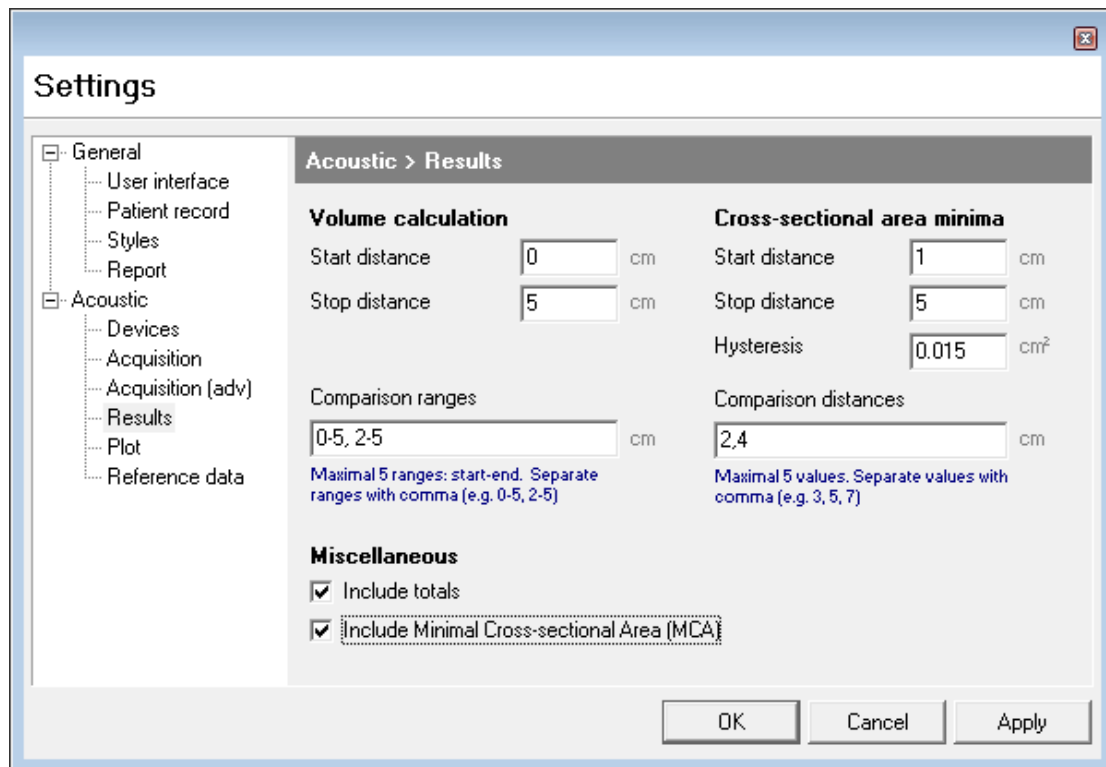 Settings
General
User interface
Patient record
Styles
Report
Acoustic
Devices
Acquisition
Acquisition (adv)
Results
Plot
Reference data
Acoustic > Results
Volume calculation
Start distance 0 cm
Stop distance 5 cm
Comparison ranges
0-5, 2-5 cm
Maximal 5 ranges: start-end. Separate
ranges with comma (e.g. 0-5, 2-5)
Cross-sectional area minima
Start distance 1 cm
Stop distance 5 cm
Hysteresis 0.015 cm²
Comparison distances
2,4 cm
Maximal 5 values. Separate values with
comma (e.g. 3, 5, 7)
Miscellaneous
Include totals
Include Minimal Cross-sectional Area (MCA)
OK Cancel Apply